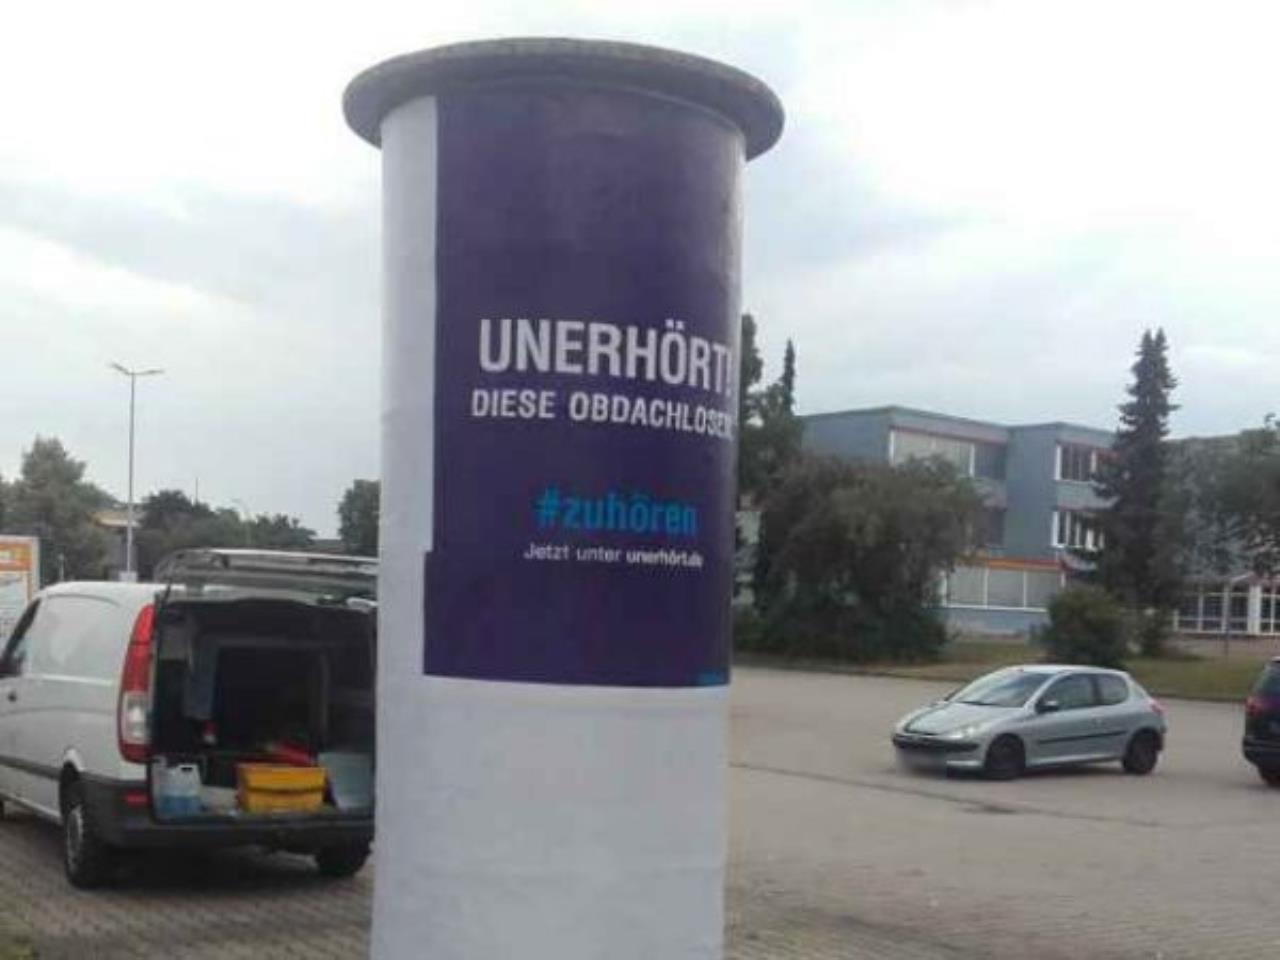 UNERHÖRT!
DIESE OBDACHLOSEN
#zuhören
Jetzt unter unerhört.de